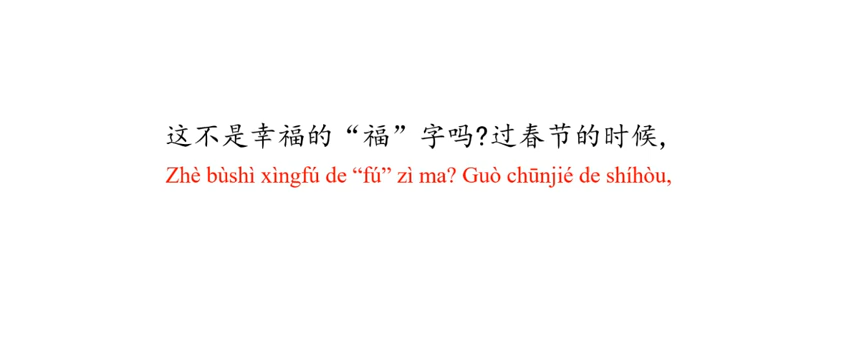 这不是幸福的“福”字吗?过春节的时候,
Zhè bùshì xìngfú de “fú” zì ma? Guò chūnjié de shíhòu,